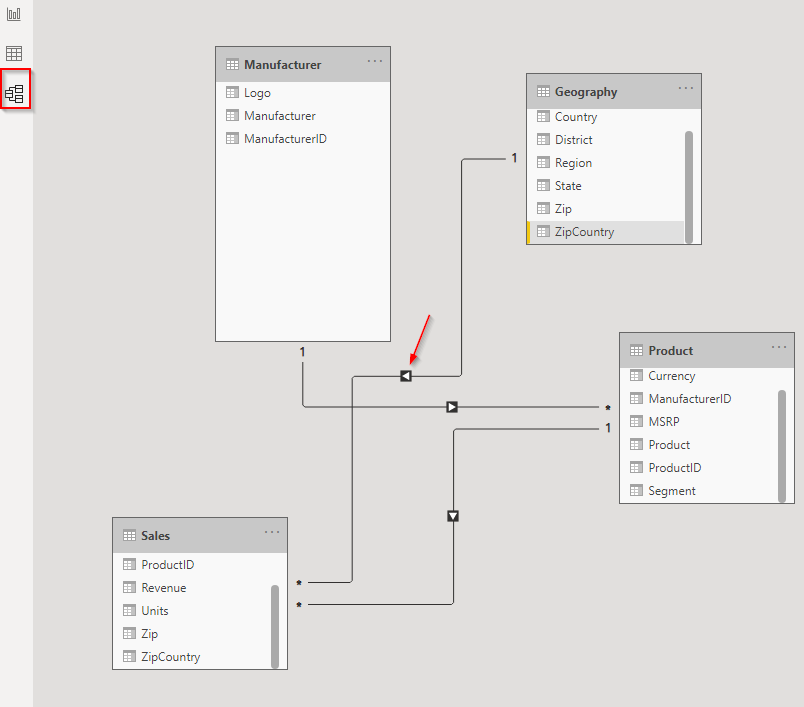 Manufacturer
Logo
Manufacturer
ManufacturerID
1
Geography
Country
District
Region
State
Zip
ZipCountry
1
Product
Currency
ManufacturerID
MSRP
Product
ProductID
Segment
*
1
Sales
ProductID
Revenue
Units
Zip
ZipCountry
*
*